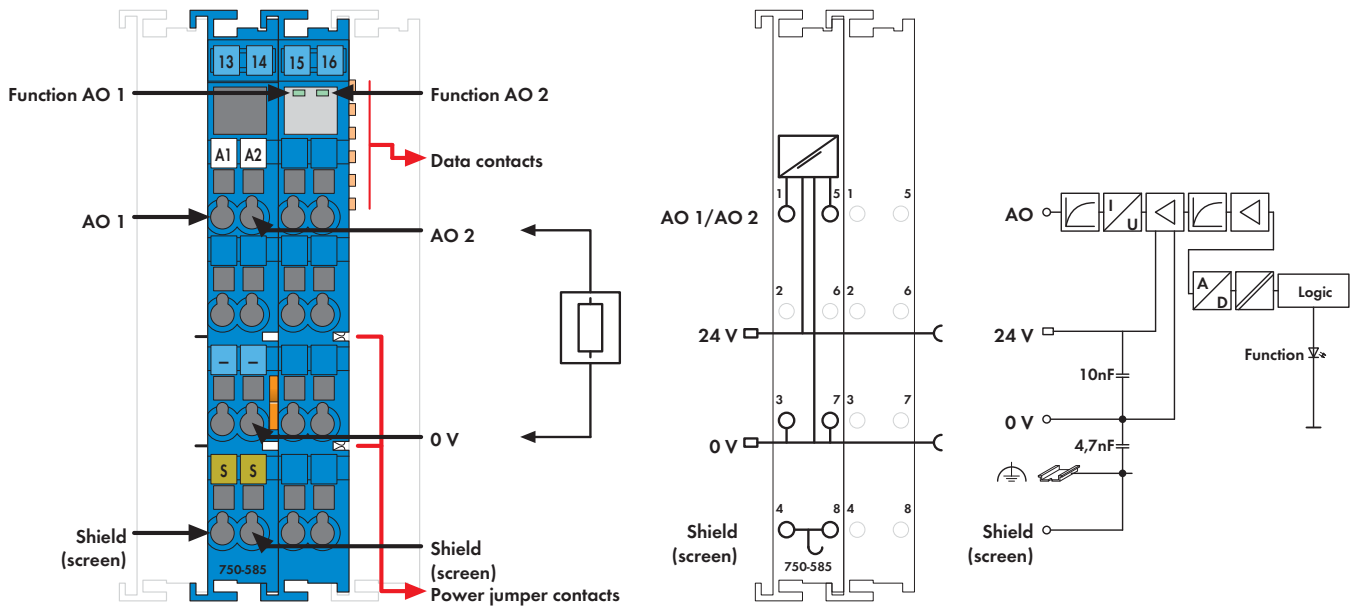 13 14 15 16
Function AO 1
Function AO 2
A1 A2
Data contacts
AO 1
AO 2
– –
0 V
S S
Shield
(screen)
Shield
(screen)
750-585
Power jumper contacts
1 5 1 5
AO 1/AO 2
2 6 2 6
24 V
3 7 3 7
0 V
4 8 4 8
Shield
(screen)
750-585
AO
I
U
A
D
Logic
24 V
Function
10nF
0 V
4,7nF
Shield
(screen)